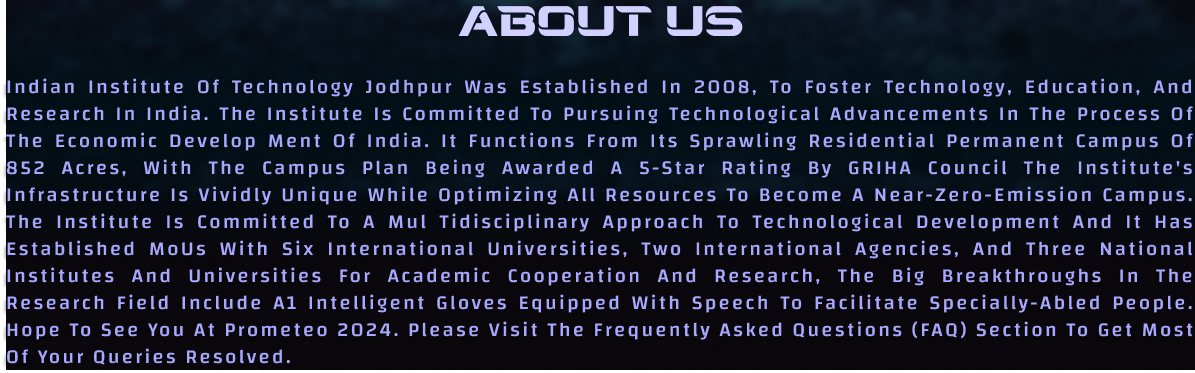 ABOUT US
Indian Institute Of Technology Jodhpur Was Established In 2008, To Foster Technology, Education, And
Research In India. The Institute Is Committed To Pursuing Technological Advancements In The Process Of
The Economic Develop Ment Of India. It Functions From Its Sprawling Residential Permanent Campus Of
852 Acres, With The Campus Plan Being Awarded A 5-Star Rating By GRIHA Council The Institute's
Infrastructure Is Vividly Unique While Optimizing All Resources To Become A Near-Zero-Emission Campus.
The Institute Is Committed To A Mul Tidisciplinary Approach To Technological Development And It Has
Established MoUs With Six International Universities, Two International Agencies, And Three National
Institutes And Universities For Academic Cooperation And Research, The Big Breakthroughs In The
Research Field Include A1 Intelligent Gloves Equipped With Speech To Facilitate Specially-Abled People.
Hope To See You At Prometeo 2024. Please Visit The Frequently Asked Questions (FAQ) Section To Get Most
Of Your Queries Resolved.